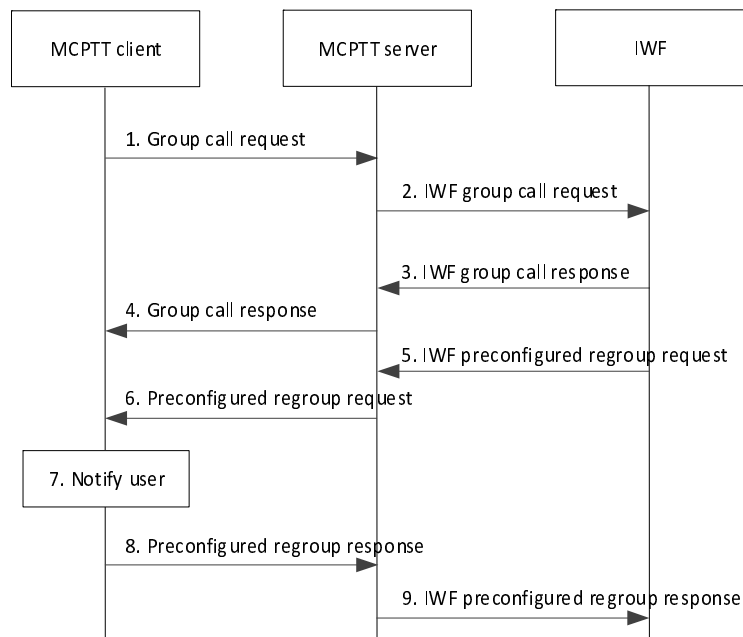 MCPTT client
MCPTT server
IWF
1. Group call request
2. IWF group call request
3. IWF group call response
4. Group call response
5. IWF preconfigured regroup request
6. Preconfigured regroup request
7. Notify user
8. Preconfigured regroup response
9. IWF preconfigured regroup response